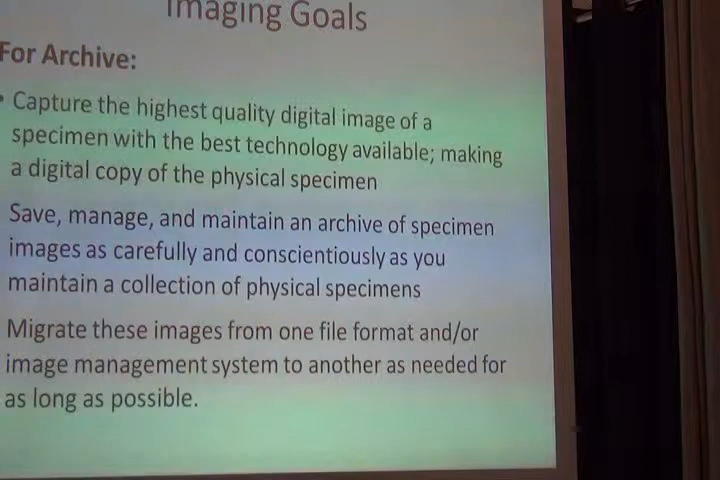 Imaging Goals
For Archive:
• Capture the highest quality digital image of a
specimen with the best technology available; making
a digital copy of the physical specimen
Save, manage, and maintain an archive of specimen
images as carefully and conscientiously as you
maintain a collection of physical specimens
Migrate these images from one file format and/or
image management system to another as needed for
as long as possible.